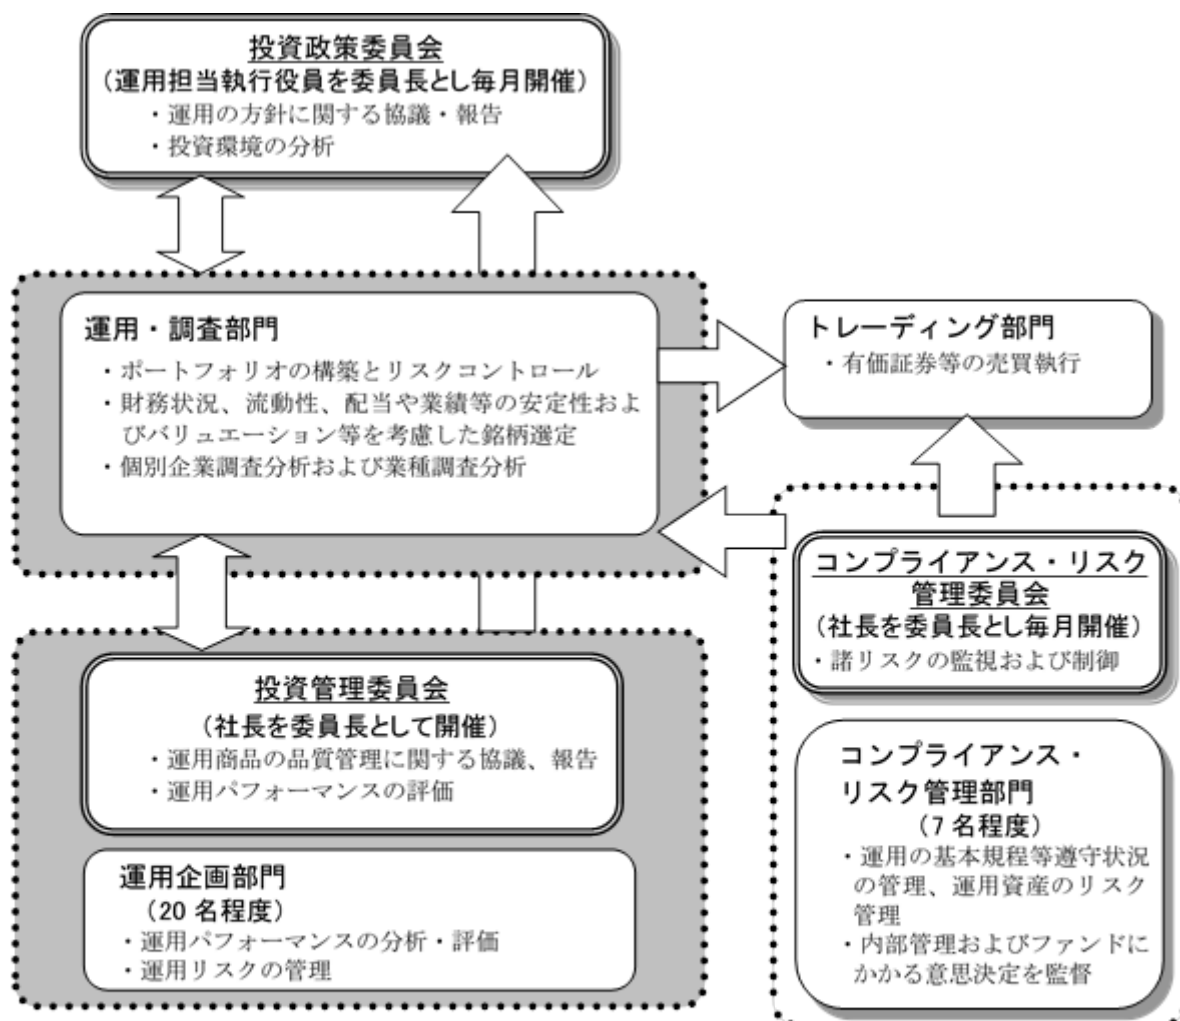 投資政策委員会
(運用担当執行役員を委員長とし毎月開催)
・運用の方針に関する協議・報告
・投資環境の分析
運用・調査部門
・ポートフォリオの構築とリスクコントロール
・財務状況、流動性、配当や業績等の安定性およ
びバリュエーション等を考慮した銘柄選定
・個別企業調査分析および業種調査分析
トレーディング部門
・有価証券等の売買執行
コンプライアンス・リスク
管理委員会
(社長を委員長とし毎月開催)
・諸リスクの監視および制御
投資管理委員会
(社長を委員長として開催)
・運用商品の品質管理に関する協議、報告
・運用パフォーマンスの評価
運用企画部門
(20 名程度)
・運用パフォーマンスの分析・評価
・運用リスクの管理
コンプライアンス・
リスク管理部門
(7 名程度)
・運用の基本規程等遵守状況
の管理、運用資産のリスク
管理
・内部管理およびファンドに
かかる意思決定を監督